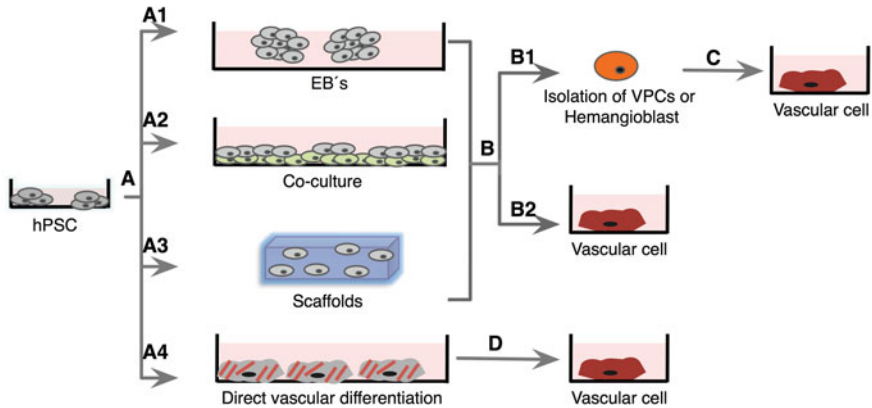 A
hPSC
A1
EB´s
A2
Co-culture
A3
Scaffolds
A4
Direct vascular differentiation
B
B1
Isolation of VPCs or
Hemangioblast
C
Vascular cell
B2
Vascular cell
D
Vascular cell